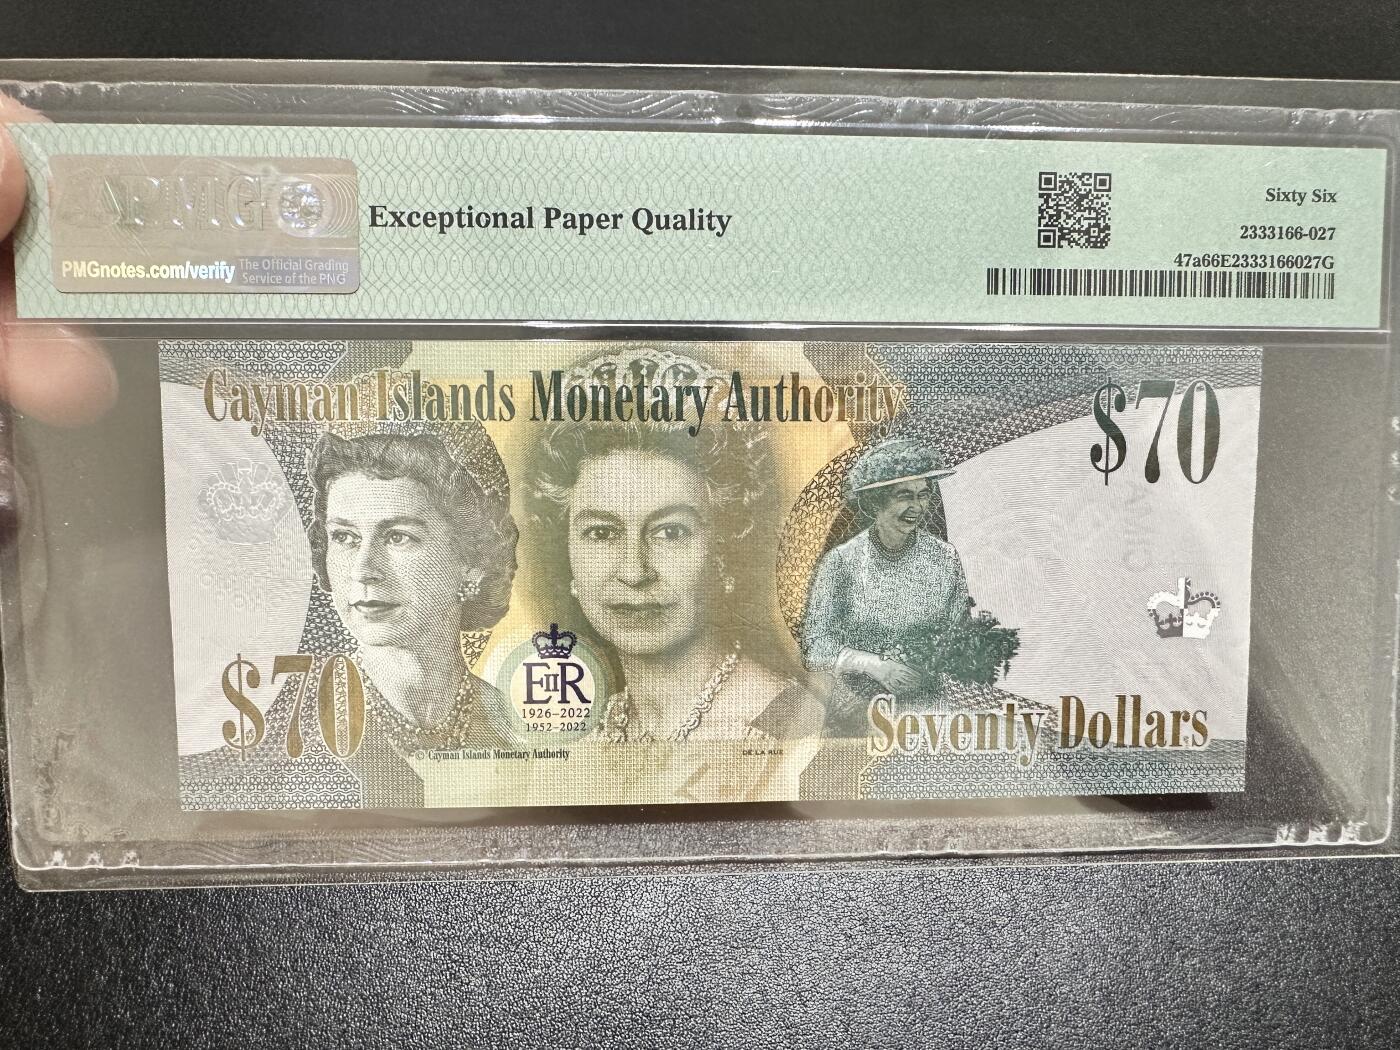 PMG
PMGnotes.com/verify
The Official Grading
Service of the PNG
Exceptional Paper Quality
Sixty Six
2333166-027
47a66E2333166027G
Cayman Islands Monetary Authority
$70
$70
EIIR
1926–2022
1952–2022
© Cayman Islands Monetary Authority
DE LA RUE
Seventy Dollars